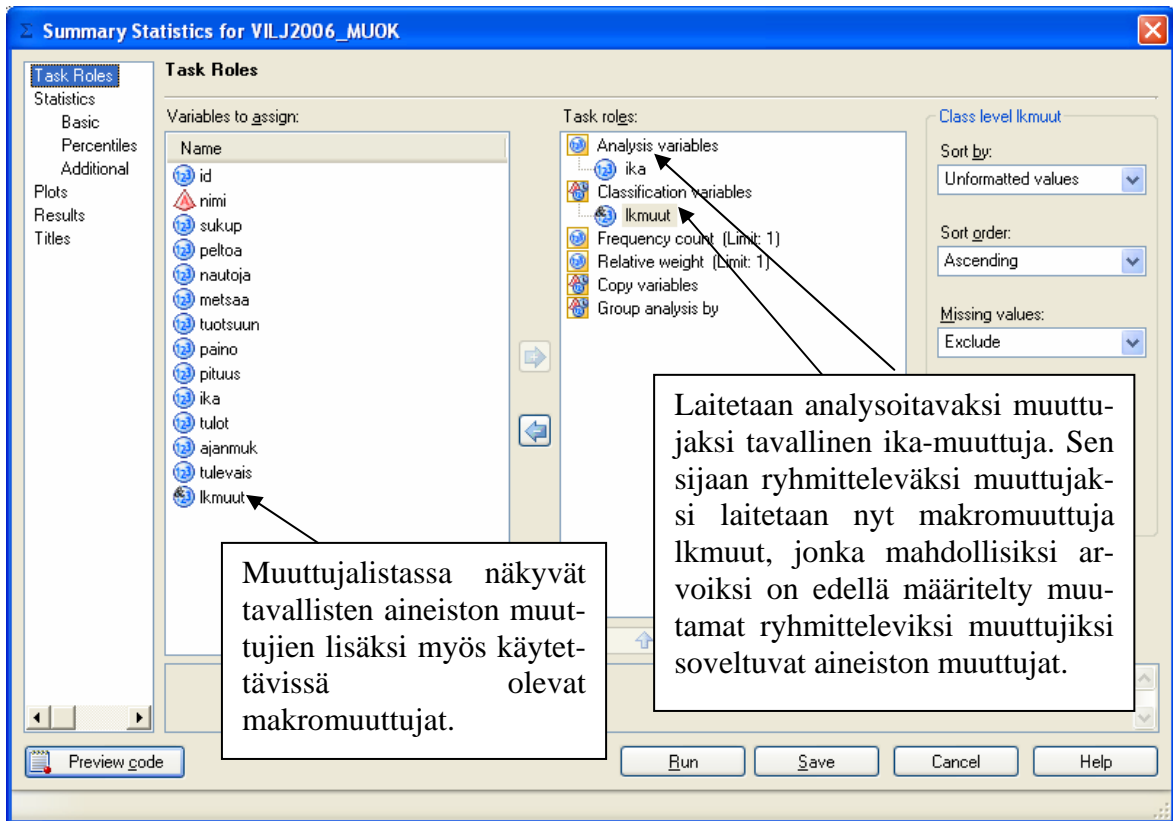 Summary Statistics for VILJ2006_MUOK
Task Roles
Statistics
Basic
Percentiles
Additional
Plots
Results
Titles
Task Roles
Variables to assign:
Name
id
nimi
sukup
peltoa
nautoja
metsaa
tuotsuun
paino
pituus
ika
tulot
ajanmuk
tulevais
lkmuut
Task roles:
Analysis variables
ika
Classification variables
lkmuut
Frequency count (Limit: 1)
Relative weight (Limit: 1)
Copy variables
Group analysis by
Class level lkmuut
Sort by:
Unformatted values
Sort order:
Ascending
Missing values:
Exclude
Muuttujalistassa näkyvät
tavallisten aineiston muut-
tujien lisäksi myös käytet-
tävissä olevat
makromuuttujat.
Laitetaan analysoitavaksi muuttu-
jaksi tavallinen ika-muuttuja. Sen
sijaan ryhmitteleväksi muuttujak-
si laitetaan nyt makromuuttuja
lkmuut, jonka mahdollisiksi ar-
voiksi on edellä määritelty muu-
tamat ryhmitteleviksi muuttujiksi
soveltuvat aineiston muuttujat.
Preview code
Run
Save
Cancel
Help